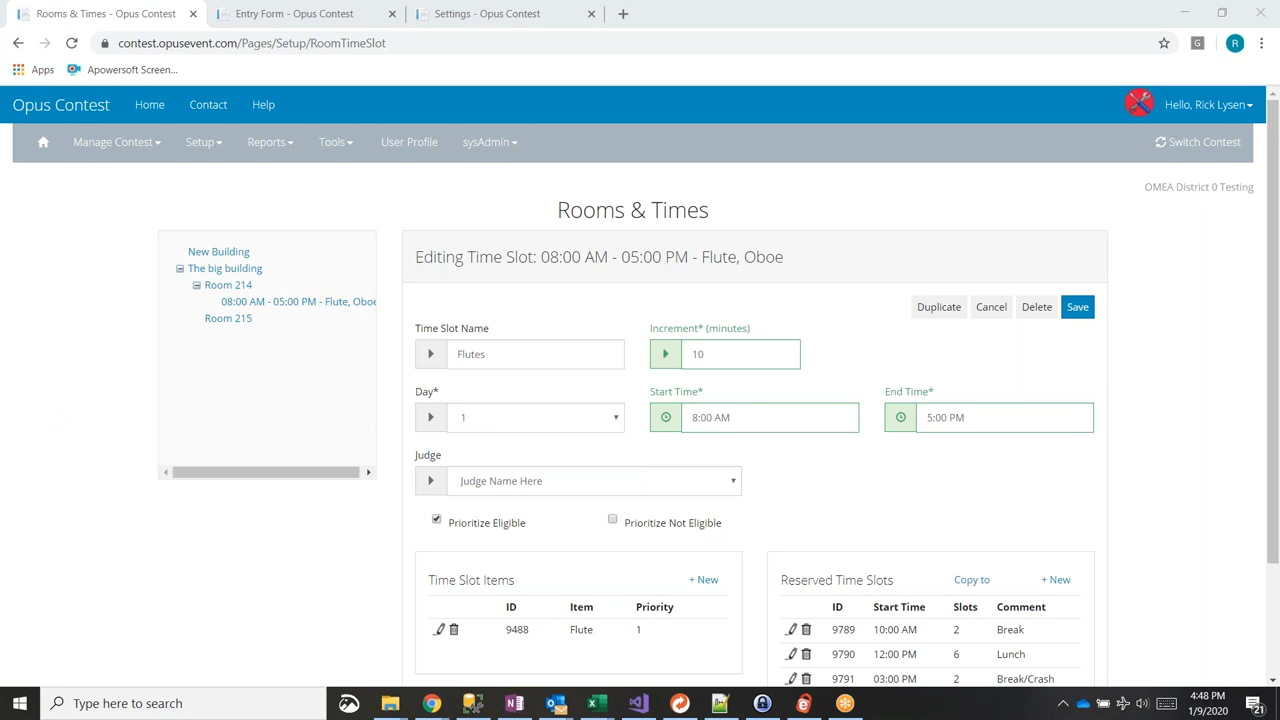 Rooms & Times - Opus Contest
Entry Form - Opus Contest
Settings - Opus Contest
contest.opusevent.com/Pages/Setup/RoomTimeSlot
G
R
Apps
Apowersoft Screen...
Opus Contest
Home
Contact
Help
Hello, Rick Lysen
Manage Contest
Setup
Reports
Tools
User Profile
sysAdmin
Switch Contest
OMEA District 0 Testing
Rooms & Times
New Building
The big building
Room 214
08:00 AM - 05:00 PM - Flute, Oboe
Room 215
Editing Time Slot: 08:00 AM - 05:00 PM - Flute, Oboe
Duplicate
Cancel
Delete
Save
Time Slot Name
Increment* (minutes)
Flutes
10
Day*
Start Time*
End Time*
1
8:00 AM
5:00 PM
Judge
Judge Name Here
Prioritize Eligible
Prioritize Not Eligible
Time Slot Items
+ New
ID Item Priority
9488 Flute 1
Reserved Time Slots
Copy to
+ New
ID Start Time Slots Comment
9789 10:00 AM 2 Break
9790 12:00 PM 6 Lunch
9791 03:00 PM 2 Break/Crash
Type here to search
4:48 PM
1/9/2020
21